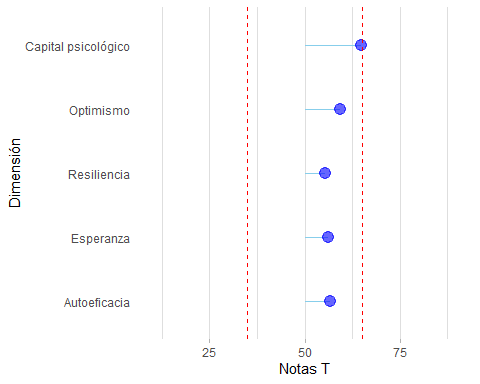 Capital psicológico
Optimismo
Resiliencia
Esperanza
Autoeficacia
Dimensión
25
50
75
Notas T